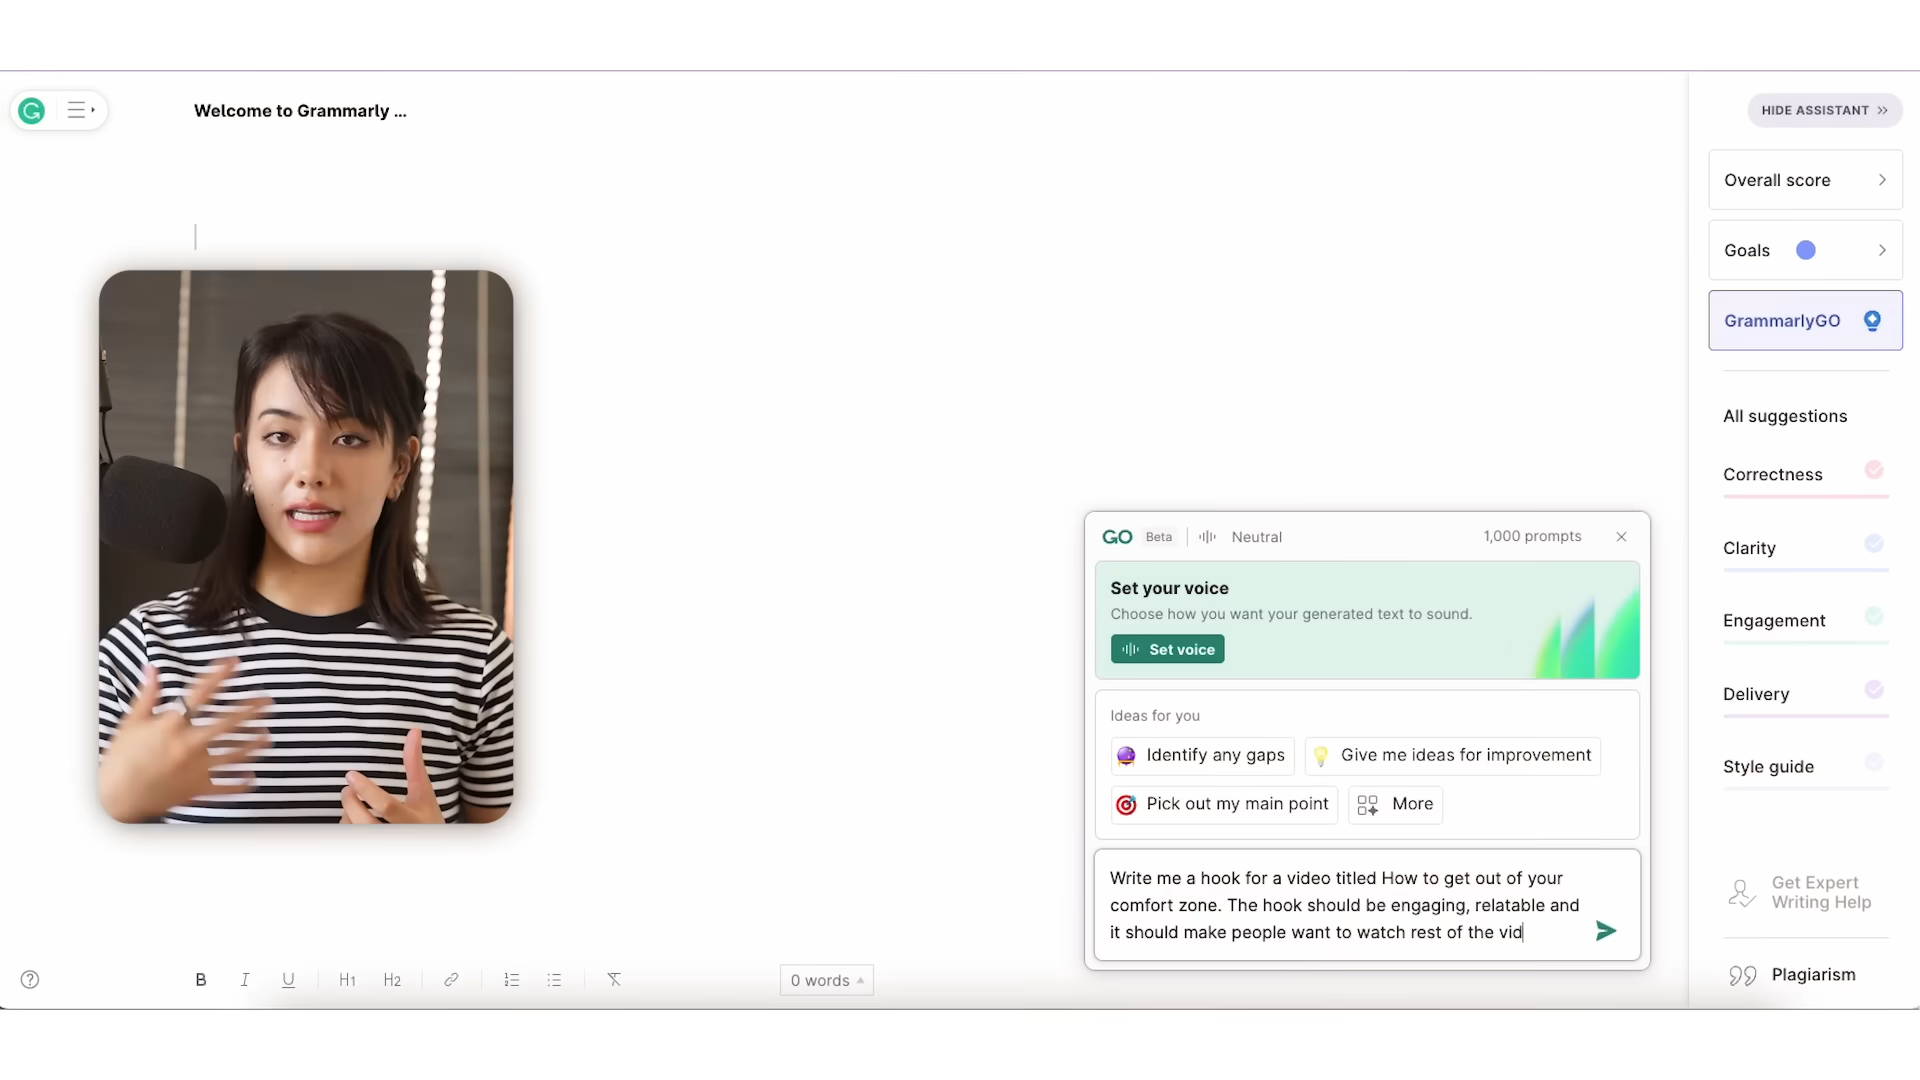 Welcome to Grammarly ...
HIDE ASSISTANT
Overall score
Goals
GrammarlyGO
All suggestions
Correctness
Clarity
Engagement
Delivery
Style guide
Get Expert
Writing Help
Plagiarism
GO Beta Neutral 1,000 prompts
Set your voice
Choose how you want your generated text to sound.
Set voice
Ideas for you
Identify any gaps Give me ideas for improvement
Pick out my main point More
Write me a hook for a video titled How to get out of your
comfort zone. The hook should be engaging, relatable and
it should make people want to watch rest of the vid
B I U H1 H2
0 words